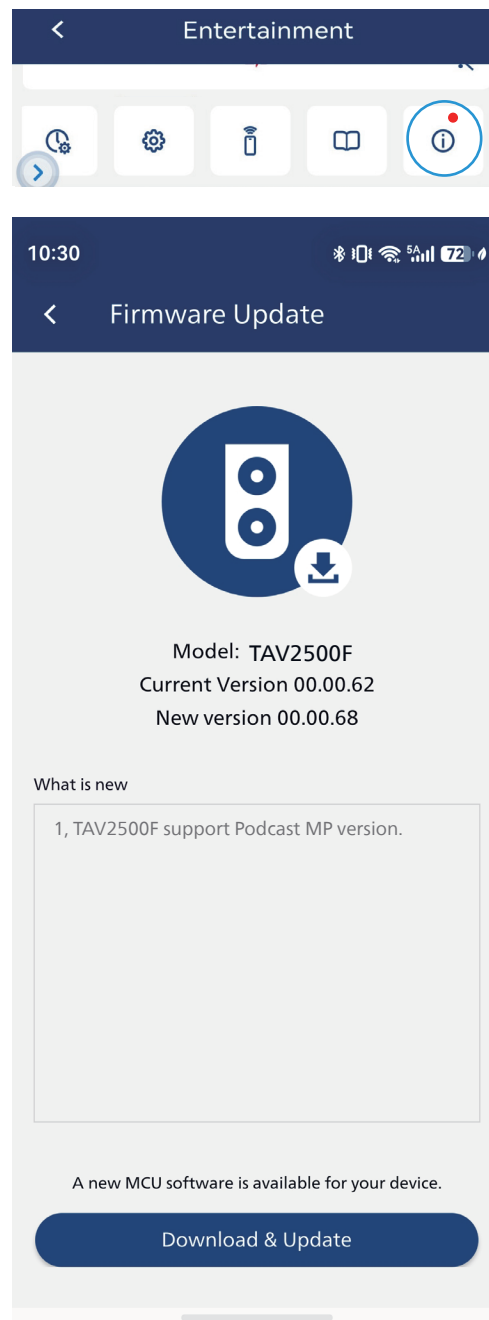 Entertainment
10:30
5A
72
Firmware Update
Model: TAV2500F
Current Version 00.00.62
New version 00.00.68
What is new
1, TAV2500F support Podcast MP version.
A new MCU software is available for your device.
Download & Update